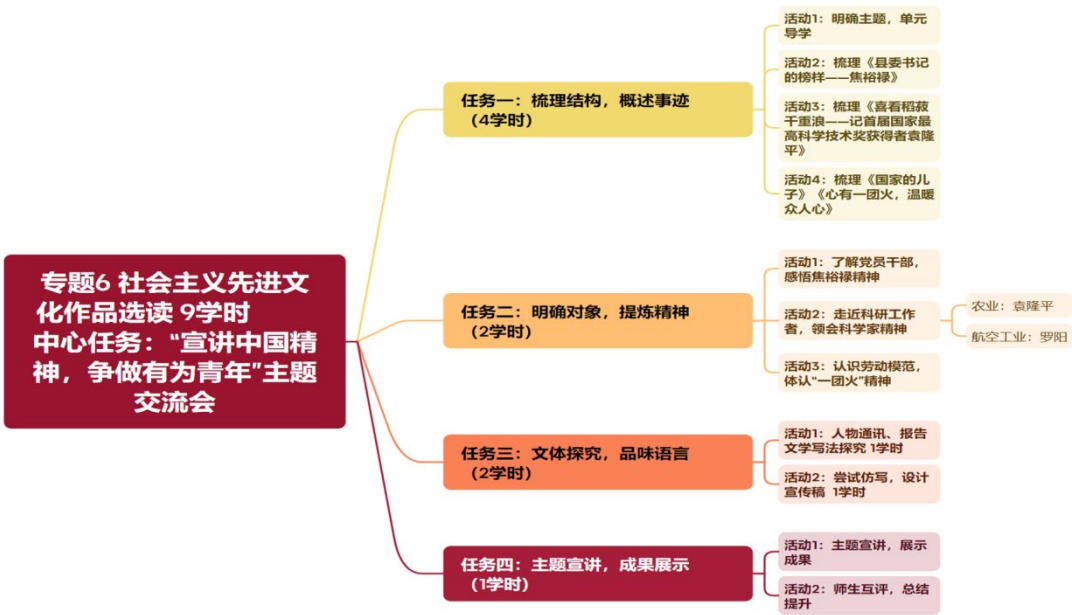 专题6 社会主义先进文
化作品选读 9学时
中心任务：“宣讲中国精
神，争做有为青年”主题
交流会
任务一：梳理结构，概述事迹
（4学时）
活动1：明确主题，单元
导学
活动2：梳理《县委书记
的榜样——焦裕禄》
活动3：梳理《喜看稻菽
千重浪——记首届国家最
高科学技术奖获得者袁隆
平》
活动4：梳理《国家的儿
子》《心有一团火，温暖
众人心》
任务二：明确对象，提炼精神
（2学时）
活动1：了解党员干部，
感悟焦裕禄精神
活动2：走近科研工作
者，领会科学家精神
农业：袁隆平
航空工业：罗阳
活动3：认识劳动模范，
体认“一团火”精神
任务三：文体探究，品味语言
（2学时）
活动1：人物通讯、报告
文学写法探究 1学时
活动2：尝试仿写，设计
宣传稿 1学时
任务四：主题宣讲，成果展示
（1学时）
活动1：主题宣讲，展示
成果
活动2：师生互评，总结
提升